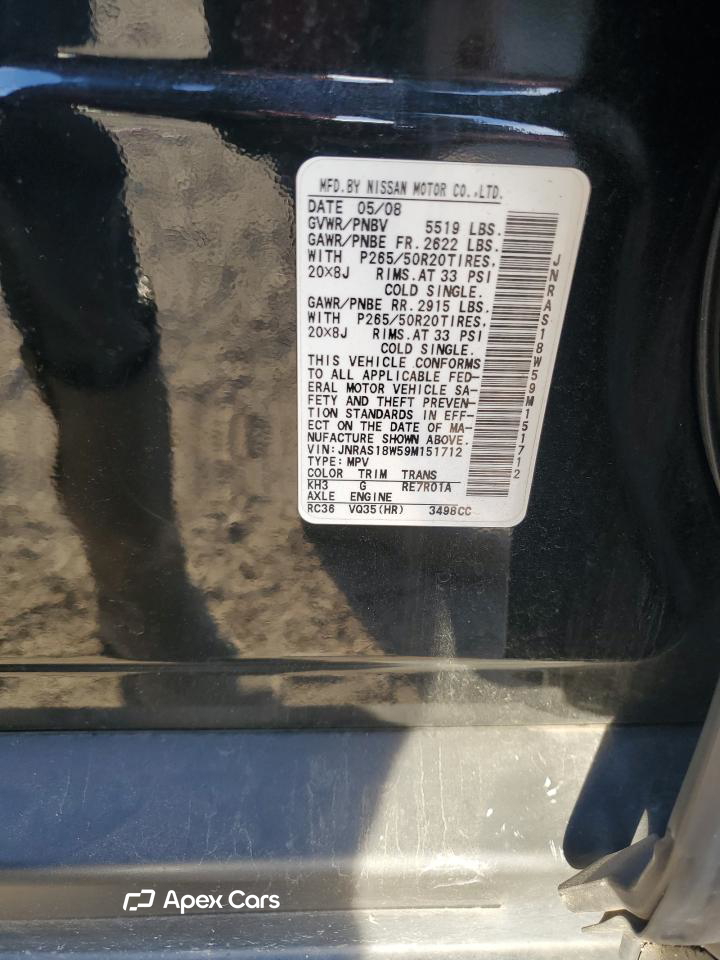 MFD.BY NISSAN MOTOR CO.,LTD.
DATE 05/08
GVWR/PNBV 5519 LBS.
GAWR/PNBE FR.2622 LBS.
WITH P265/50R20TIRES,
20×8J RIMS.AT 33 PSI
COLD SINGLE.
GAWR/PNBE RR.2915 LBS.
WITH P265/50R20TIRES,
20×8J RIMS.AT 33 PSI
COLD SINGLE.
THIS VEHICLE CONFORMS
TO ALL APPLICABLE FED-
ERAL MOTOR VEHICLE SA-
FETY AND THEFT PREVEN-
TION STANDARDS IN EFF-
ECT ON THE DATE OF MA-
NUFACTURE SHOWN ABOVE.
VIN:JNRAS18W59M151712
TYPE:MPV
COLOR TRIM TRANS
KH3 G RE7R01A
AXLE ENGINE
RC36 VQ35(HR) 3498CC
JNRAS18W59M151712
Apex Cars